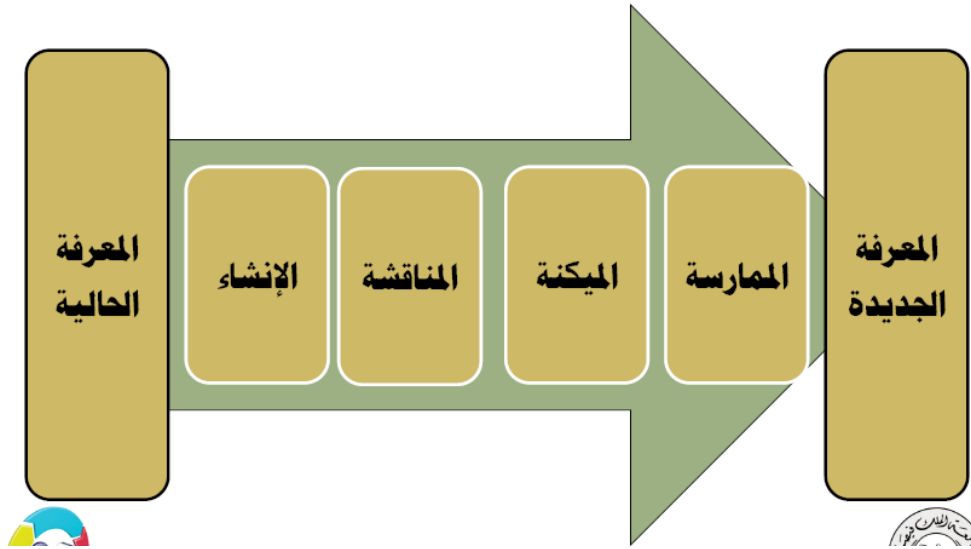 المعرفة
الحالية
الإنشاء
المناقشة
الميكنة
الممارسة
المعرفة
الجديدة